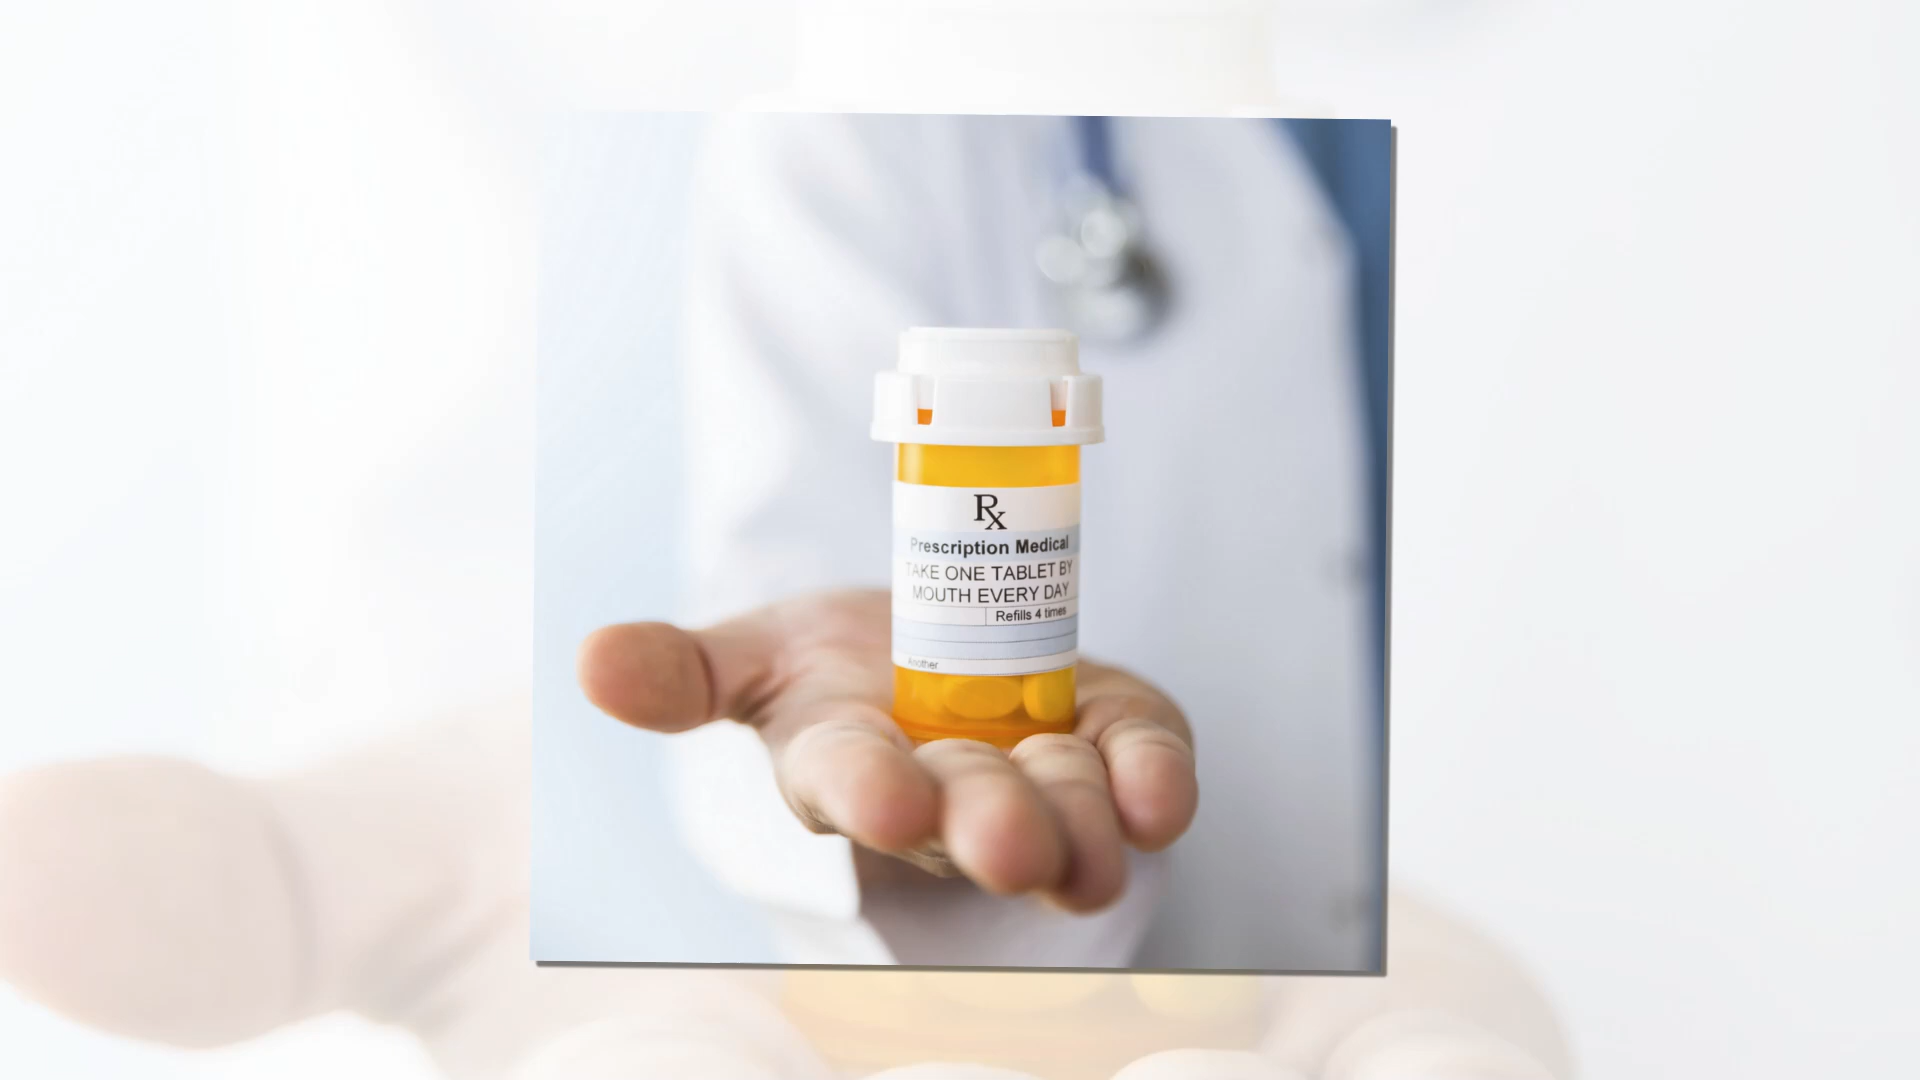 Rx
Prescription Medical
TAKE ONE TABLET BY
MOUTH EVERY DAY
Refills 4 times
Another